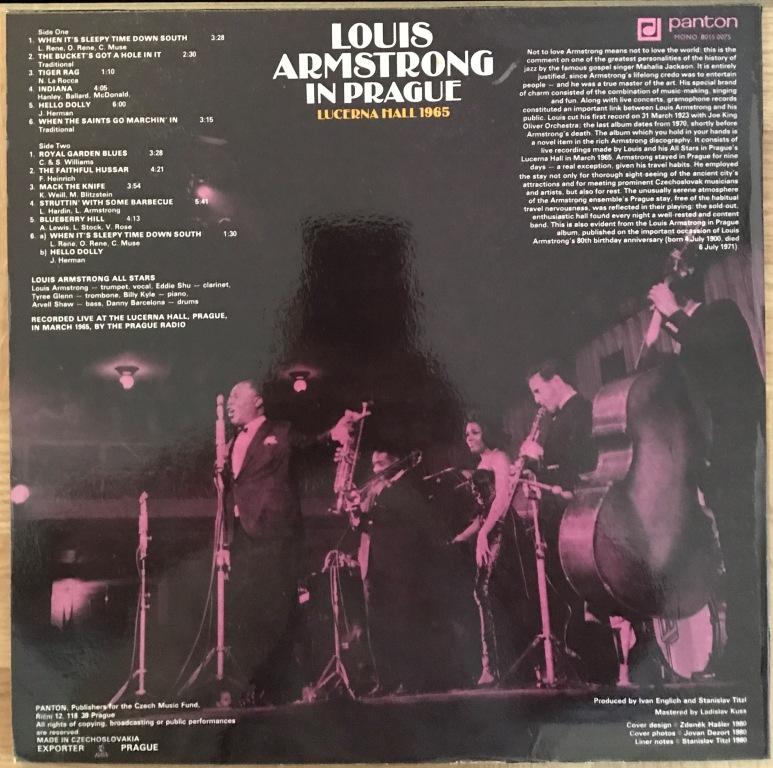 Side One
1. WHEN IT'S SLEEPY TIME DOWN SOUTH 3:28
L. Rene, O. Rene, C. Muse
2. THE BUCKET'S GOT A HOLE IN IT 2:30
Traditional
3. TIGER RAG 1:10
N. La Rocca
4. INDIANA 4:05
Hanley, Ballard, McDonald,
5. HELLO DOLLY 6:00
J. Herman
6. WHEN THE SAINTS GO MARCHIN' IN 3:15
Traditional
Side Two
1. ROYAL GARDEN BLUES 3:28
C. & S. Williams
2. THE FAITHFUL HUSSAR 4:21
F. Heinrich
3. MACK THE KNIFE 3:54
K. Weill, M. Blitzstein
4. STRUTTIN' WITH SOME BARBECUE 5:41
L. Hardin, L. Armstrong
5. BLUEBERRY HILL 4:13
A. Lewis, L. Stock, V. Rose
6. a) WHEN IT'S SLEEPY TIME DOWN SOUTH 1:30
L. Rene, O. Rene, C. Muse
b) HELLO DOLLY
J. Herman
LOUIS ARMSTRONG ALL STARS
Louis Armstrong — trumpet, vocal, Eddie Shu — clarinet,
Tyree Glenn — trombone, Billy Kyle — piano,
Arvell Shaw — bass, Danny Barcelona — drums
RECORDED LIVE AT THE LUCERNA HALL, PRAGUE,
IN MARCH 1965, BY THE PRAGUE RADIO
LOUIS
ARMSTRONG
IN PRAGUE
LUCERNA HALL 1965
panton
MONO 8015 0075
Not to love Armstrong means not to love the world: this is the
comment on one of the greatest personalities of the history of
jazz by the famous gospel singer Mahalia Jackson. It is entirely
justified, since Armstrong's lifelong credo was to entertain
people — and he was a true master of the art. His special brand
of charm consisted of the combination of music-making, singing
and fun. Along with live concerts, gramophone records
constituted an important link between Louis Armstrong and his
public. Louis cut his first record on 31 March 1923 with Joe King
Oliver Orchestra; the last album dates from 1970, shortly before
Armstrong's death. The album which you hold in your hands is
a novel item in the rich Armstrong discography. It consists of
live recordings made by Louis and his All Stars in Prague's
Lucerna Hall in March 1965. Armstrong stayed in Prague for nine
days — a real exception, given his travel habits. He employed
the stay not only for thorough sight-seeing of the ancient city's
attractions and for meeting prominent Czechoslovak musicians
and artists, but also for rest. The unusually serene atmosphere
of the Armstrong ensemble's Prague stay, free of the habitual
travel nervousness, was reflected in their playing: the sold-out,
enthusiastic hall found every night a well-rested and content
band. This is also evident from the Louis Armstrong in Prague
album, published on the important occasion of Louis
Armstrong's 80th birthday anniversary (born 4 July 1900, died
6 July 1971).
PANTON, Publishers for the Czech Music Fund,
Říční 12, 118 39 Prague
All rights of copying, broadcasting or public performances
are reserved.
MADE IN CZECHOSLOVAKIA
EXPORTER PRAGUE
Produced by Ivan Englich and Stanislav Titzl
Mastered by Ladislav Kuss
Cover design © Zdeněk Hašler 1980
Cover photos © Jovan Dezort 1980
Liner notes © Stanislav Titzl 1980